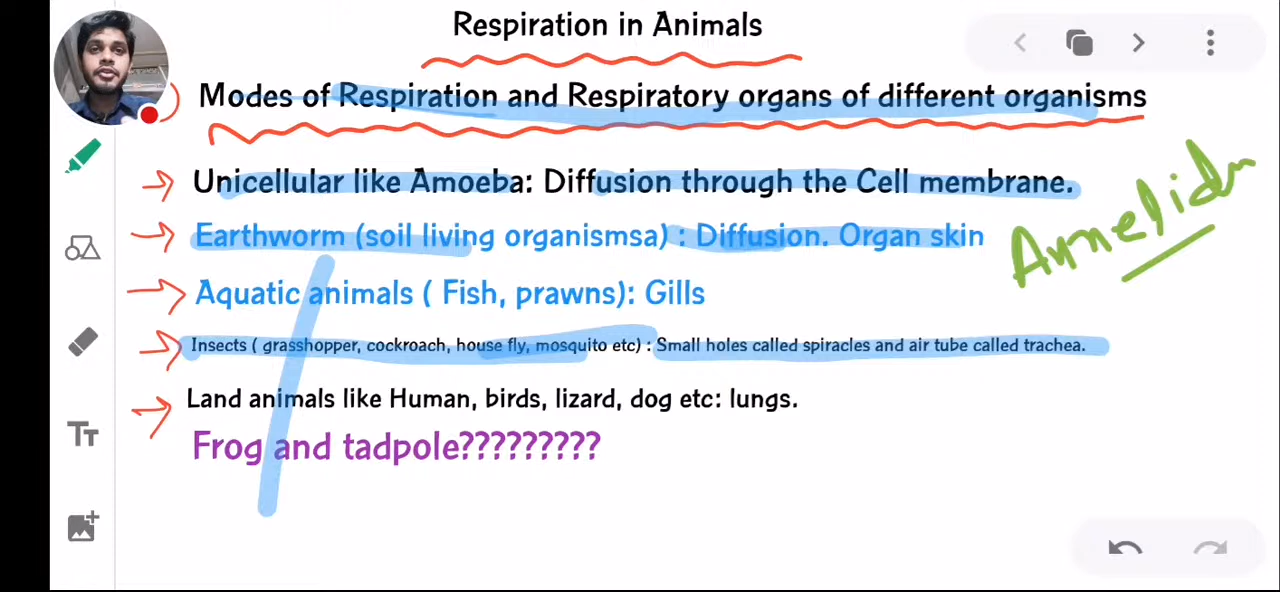 Respiration in Animals
Modes of Respiration and Respiratory organs of different organisms
Unicellular like Amoeba: Diffusion through the Cell membrane.
Earthworm (soil living organismsa) : Diffusion. Organ skin
Annelida
Aquatic animals ( Fish, prawns): Gills
Insects ( grasshopper, cockroach, house fly, mosquito etc) : Small holes called spiracles and air tube called trachea.
Land animals like Human, birds, lizard, dog etc: lungs.
Frog and tadpole?????????
TT